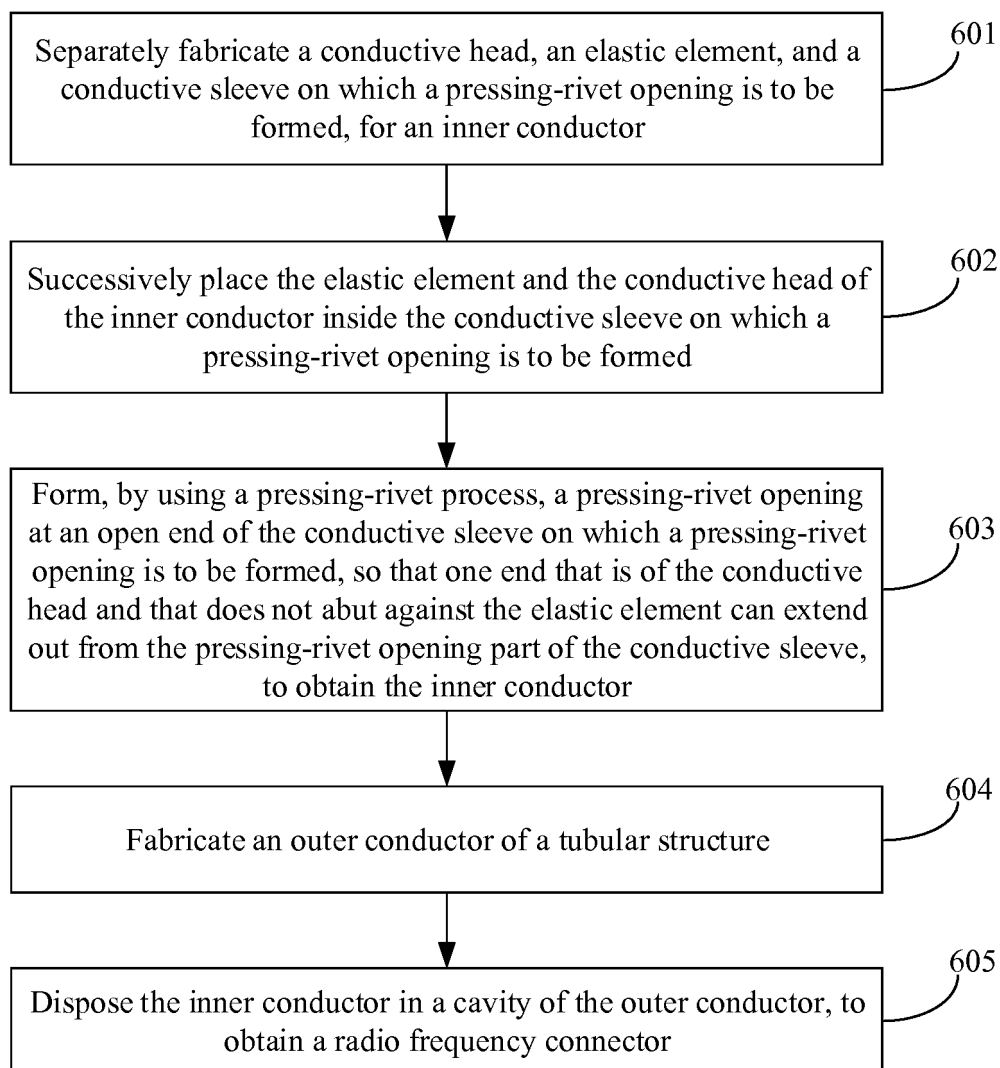 Separately fabricate a conductive head, an elastic element, and a
conductive sleeve on which a pressing-rivet opening is to be
formed, for an inner conductor
601
Successively place the elastic element and the conductive head of
the inner conductor inside the conductive sleeve on which a
pressing-rivet opening is to be formed
602
Form, by using a pressing-rivet process, a pressing-rivet opening
at an open end of the conductive sleeve on which a pressing-rivet
opening is to be formed, so that one end that is of the conductive
head and that does not abut against the elastic element can extend
out from the pressing-rivet opening part of the conductive sleeve,
to obtain the inner conductor
603
Fabricate an outer conductor of a tubular structure
604
Dispose the inner conductor in a cavity of the outer conductor, to
obtain a radio frequency connector
605